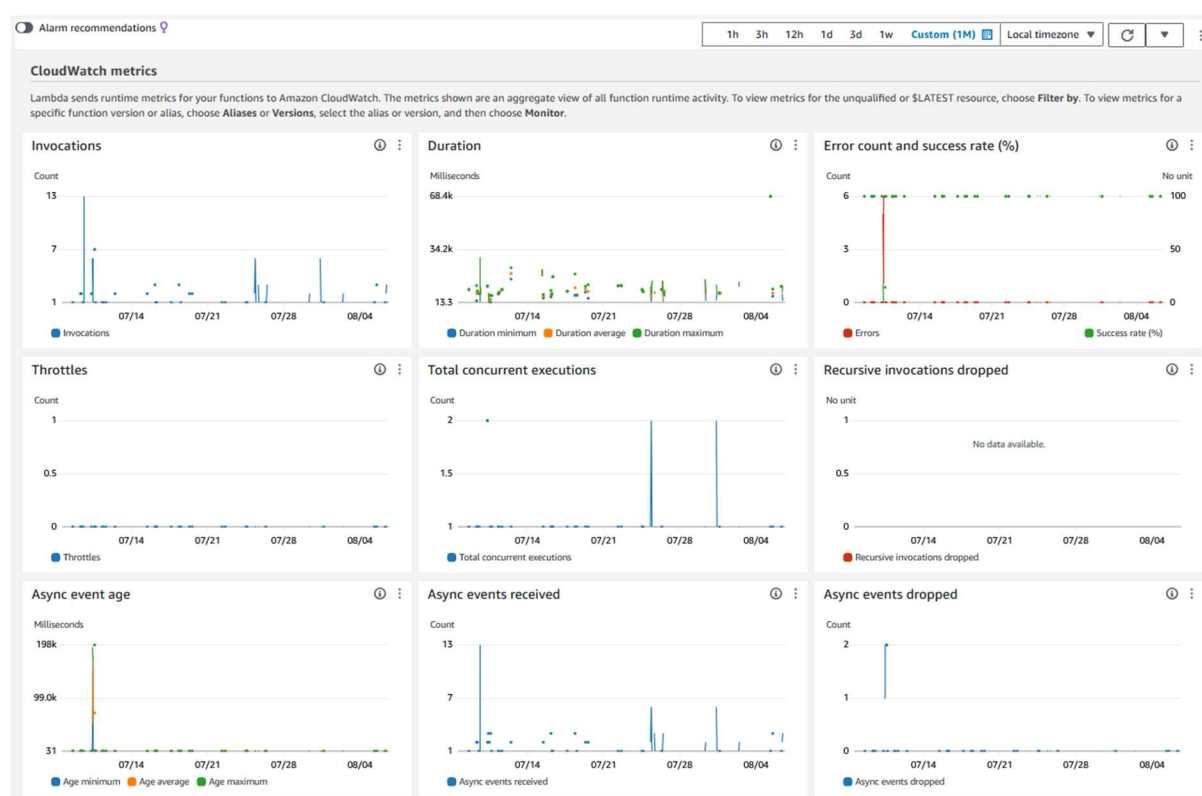 Alarm recommendations
1h 3h 12h 1d 3d 1w Custom (1M) Local timezone
CloudWatch metrics
Lambda sends runtime metrics for your functions to Amazon CloudWatch. The metrics shown are an aggregate view of all function runtime activity. To view metrics for the unqualified or $LATEST resource, choose Filter by. To view metrics for a
specific function version or alias, choose Aliases or Versions, select the alias or version, and then choose Monitor.
Invocations
Count
13
7
1
07/14 07/21 07/28 08/04
Invocations
Duration
Milliseconds
68.4k
34.2k
13.3
07/14 07/21 07/28 08/04
Duration minimum Duration average Duration maximum
Error count and success rate (%)
Count No unit
6 100
3 50
0 0
07/14 07/21 07/28 08/04
Errors Success rate (%)
Throttles
Count
1
0.5
0
07/14 07/21 07/28 08/04
Throttles
Total concurrent executions
Count
2
1.5
1
07/14 07/21 07/28 08/04
Total concurrent executions
Recursive invocations dropped
No unit
1
No data available.
0.5
0
07/14 07/21 07/28 08/04
Recursive invocations dropped
Async event age
Milliseconds
198k
99.0k
31
07/14 07/21 07/28 08/04
Age minimum Age average Age maximum
Async events received
Count
13
7
1
07/14 07/21 07/28 08/04
Async events received
Async events dropped
Count
2
1
0
07/14 07/21 07/28 08/04
Async events dropped